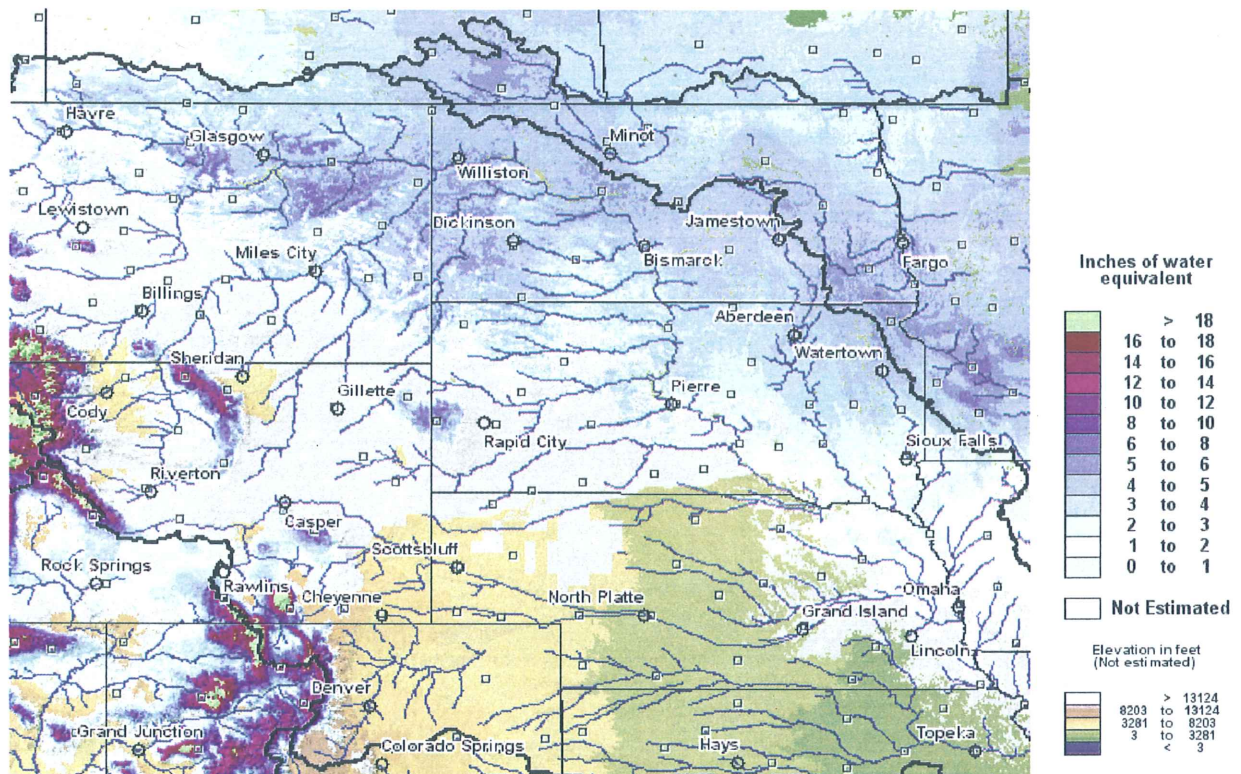 Havre
Glasgow
Minot
Williston
Lewistown
Dickinson
Jamestown
Miles City
Bismarck
Fargo
Billings
Aberdeen
Watertown
Sheridan
Cody
Gillette
Pierre
Rapid City
Sioux Falls
Riverton
Casper
Scottsbluff
Rock Springs
Rawlins
Cheyenne
North Platte
Omaha
Grand Island
Lincoln
Denver
Grand Junction
Colorado Springs
Hays
Topeka
Inches of water
equivalent
> 18
16 to 18
14 to 16
12 to 14
10 to 12
8 to 10
6 to 8
5 to 6
4 to 5
3 to 4
2 to 3
1 to 2
0 to 1
Not Estimated
Elevation in feet
(Not estimated)
> 13124
8203 to 13124
3281 to 8203
3 to 3281
< 3